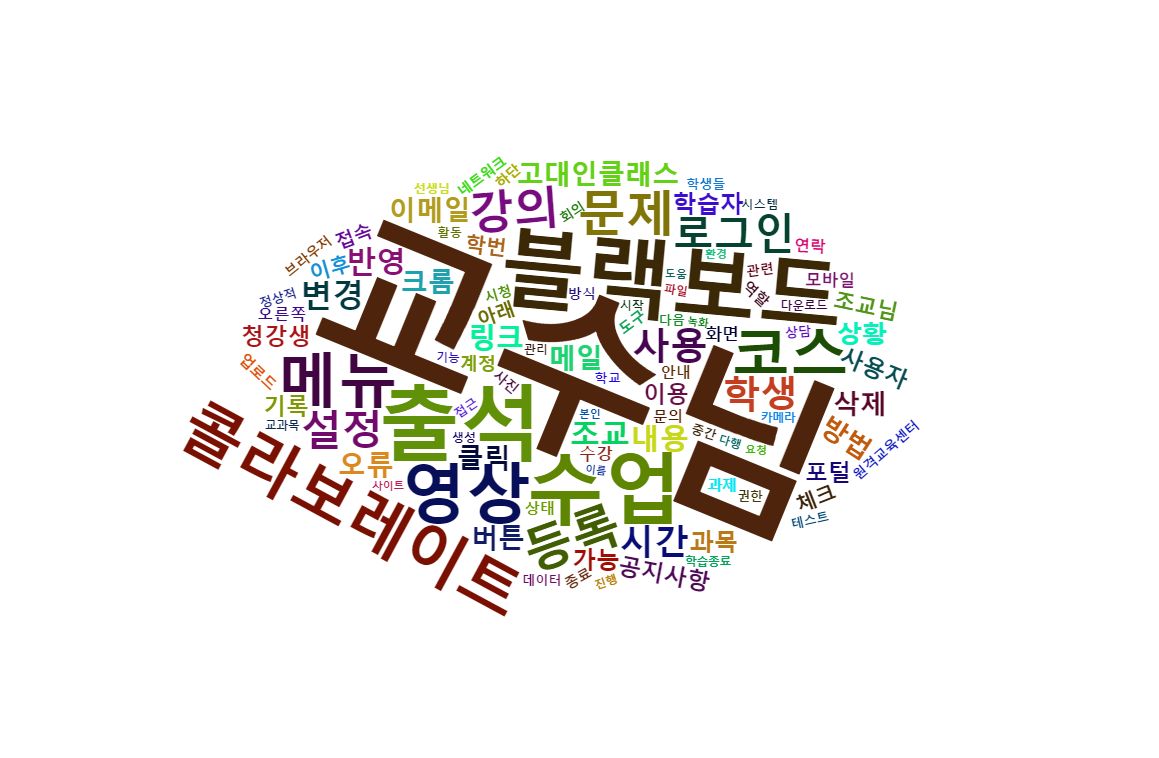 네트워크
하단
고대인클래스
선생님
학생들
이메일
강의
회의
문제
학습자
시스템
활동
브라우저
접속
학번
로그인
연락
환경
이후
반영
크롬
블랙보드
교수님
도움
관련
모바일
정상적
변경
시청
방식
파일
역할
다운로드
오른쪽
아래
시작
조교님
청강생
링크
도구
다음
녹화
화면
상담
상황
기능
관리
메일
사용
코스
사용자
업로드
메뉴
계정
사진
학교
안내
이용
학생
삭제
기록
출석
접근
본인
문의
카메라
교과목
설정
생성
조교
내용
중간
다행
요청
방법
원격교육센터
콜라보레이트
오류
클릭
수강
이름
포털
사이트
영상
수업
과제
권한
체크
상태
테스트
버튼
등록
시간
과목
가능
공지사항
학습종료
데이터
종료
진행